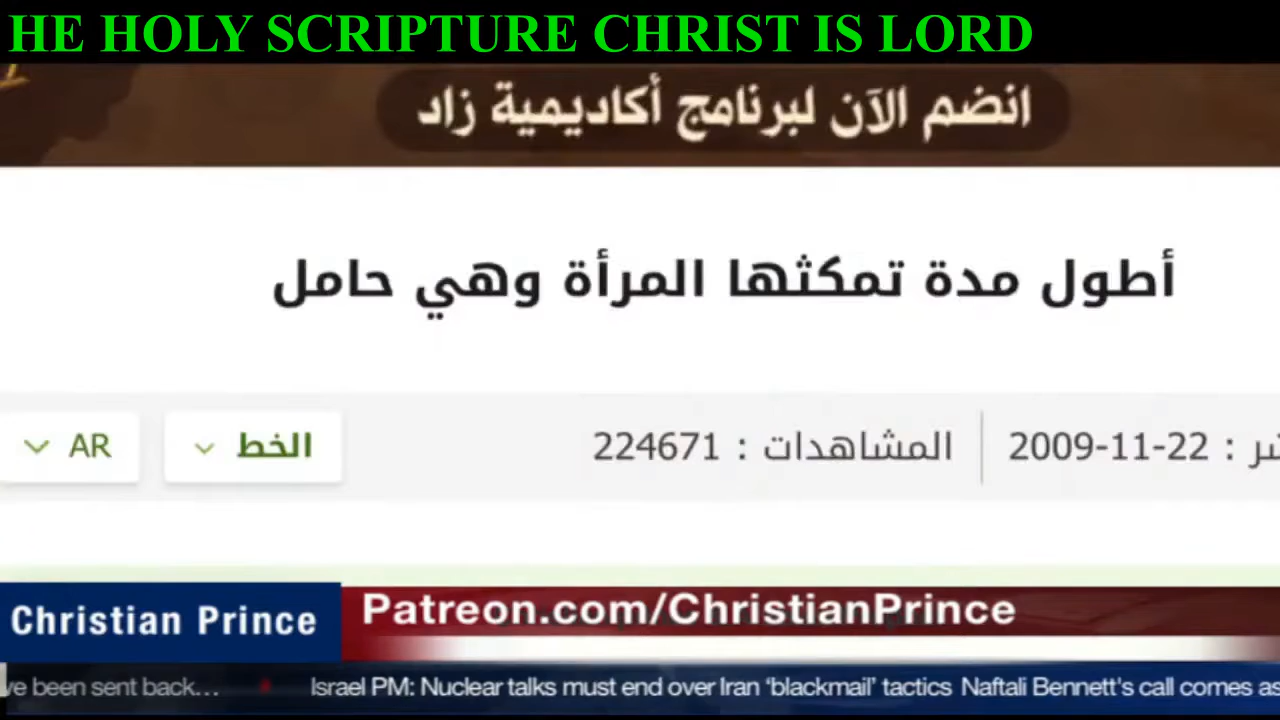 HE HOLY SCRIPTURE CHRIST IS LORD
انضم الآن لبرنامج أكاديمية زاد
أطول مدة تمكثها المرأة وهي حامل
: 22-11-2009
المشاهدات : 224671
الخط
AR
Christian Prince
Patreon.com/ChristianPrince
been sent back...
Israel PM: Nuclear talks must end over Iran ‘blackmail’ tactics Naftali Bennett's call comes as